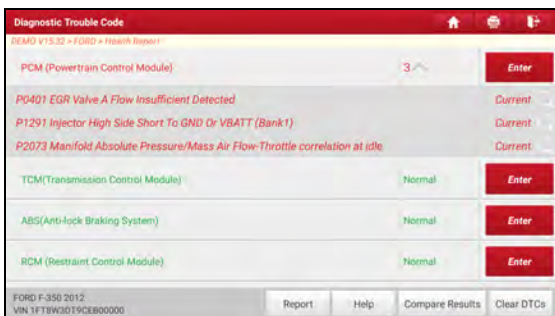 Diagnostic Trouble Code
DEMO V15.32 > FORD > Health Report
PCM (Powertrain Control Module) 3 Enter
P0401 EGR Valve A Flow Insufficient Detected Current
P1291 Injector High Side Short To GND Or VBATT (Bank1) Current
P2073 Manifold Absolute Pressure/Mass Air Flow-Throttle correlation at idle Current
TCM(Transmission Control Module) Normal Enter
ABS(Anti-lock Braking System) Normal Enter
RCM (Restraint Control Module) Normal Enter
FORD F-350 2012
VIN 1FT8W3DT9CEB00000
Report Help Compare Results Clear DTCs